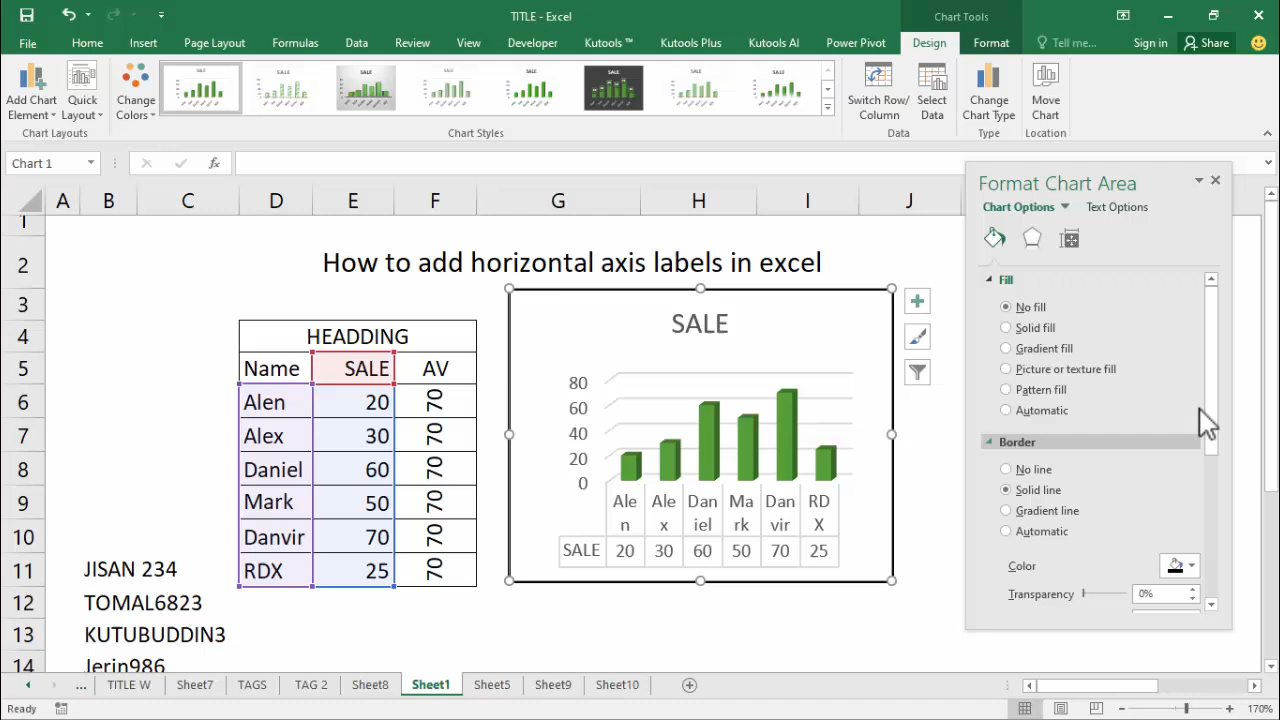 TITLE - Excel
Chart Tools
File Home Insert Page Layout Formulas Data Review View Developer Kutools ™ Kutools Plus Kutools AI Power Pivot Design Format Tell me... Sign in Share
Add Chart Element Quick Layout Change Colors Switch Row/ Column Select Data Change Chart Type Move Chart
Chart Layouts Chart Styles Data Type Location
Chart 1 fx
A B C D E F G H I J
1
2 How to add horizontal axis labels in excel
3
4 HEADDING
5 Name SALE AV
6 Alen 20 70
7 Alex 30 70
8 Daniel 60 70
9 Mark 50 70
10 Danvir 70 70
11 JISAN 234 RDX 25 70
12 TOMAL6823
13 KUTUBUDDIN3
14 Jerin986
SALE
80
60
40
20
0
Ale Ale Dan Ma Dan RD
n x iel rk vir X
SALE 20 30 60 50 70 25
Format Chart Area
Chart Options Text Options
Fill
No fill
Solid fill
Gradient fill
Picture or texture fill
Pattern fill
Automatic
Border
No line
Solid line
Gradient line
Automatic
Color
Transparency 0%
... TITLE W Sheet7 TAGS TAG 2 Sheet8 Sheet1 Sheet5 Sheet9 Sheet10
Ready 170%